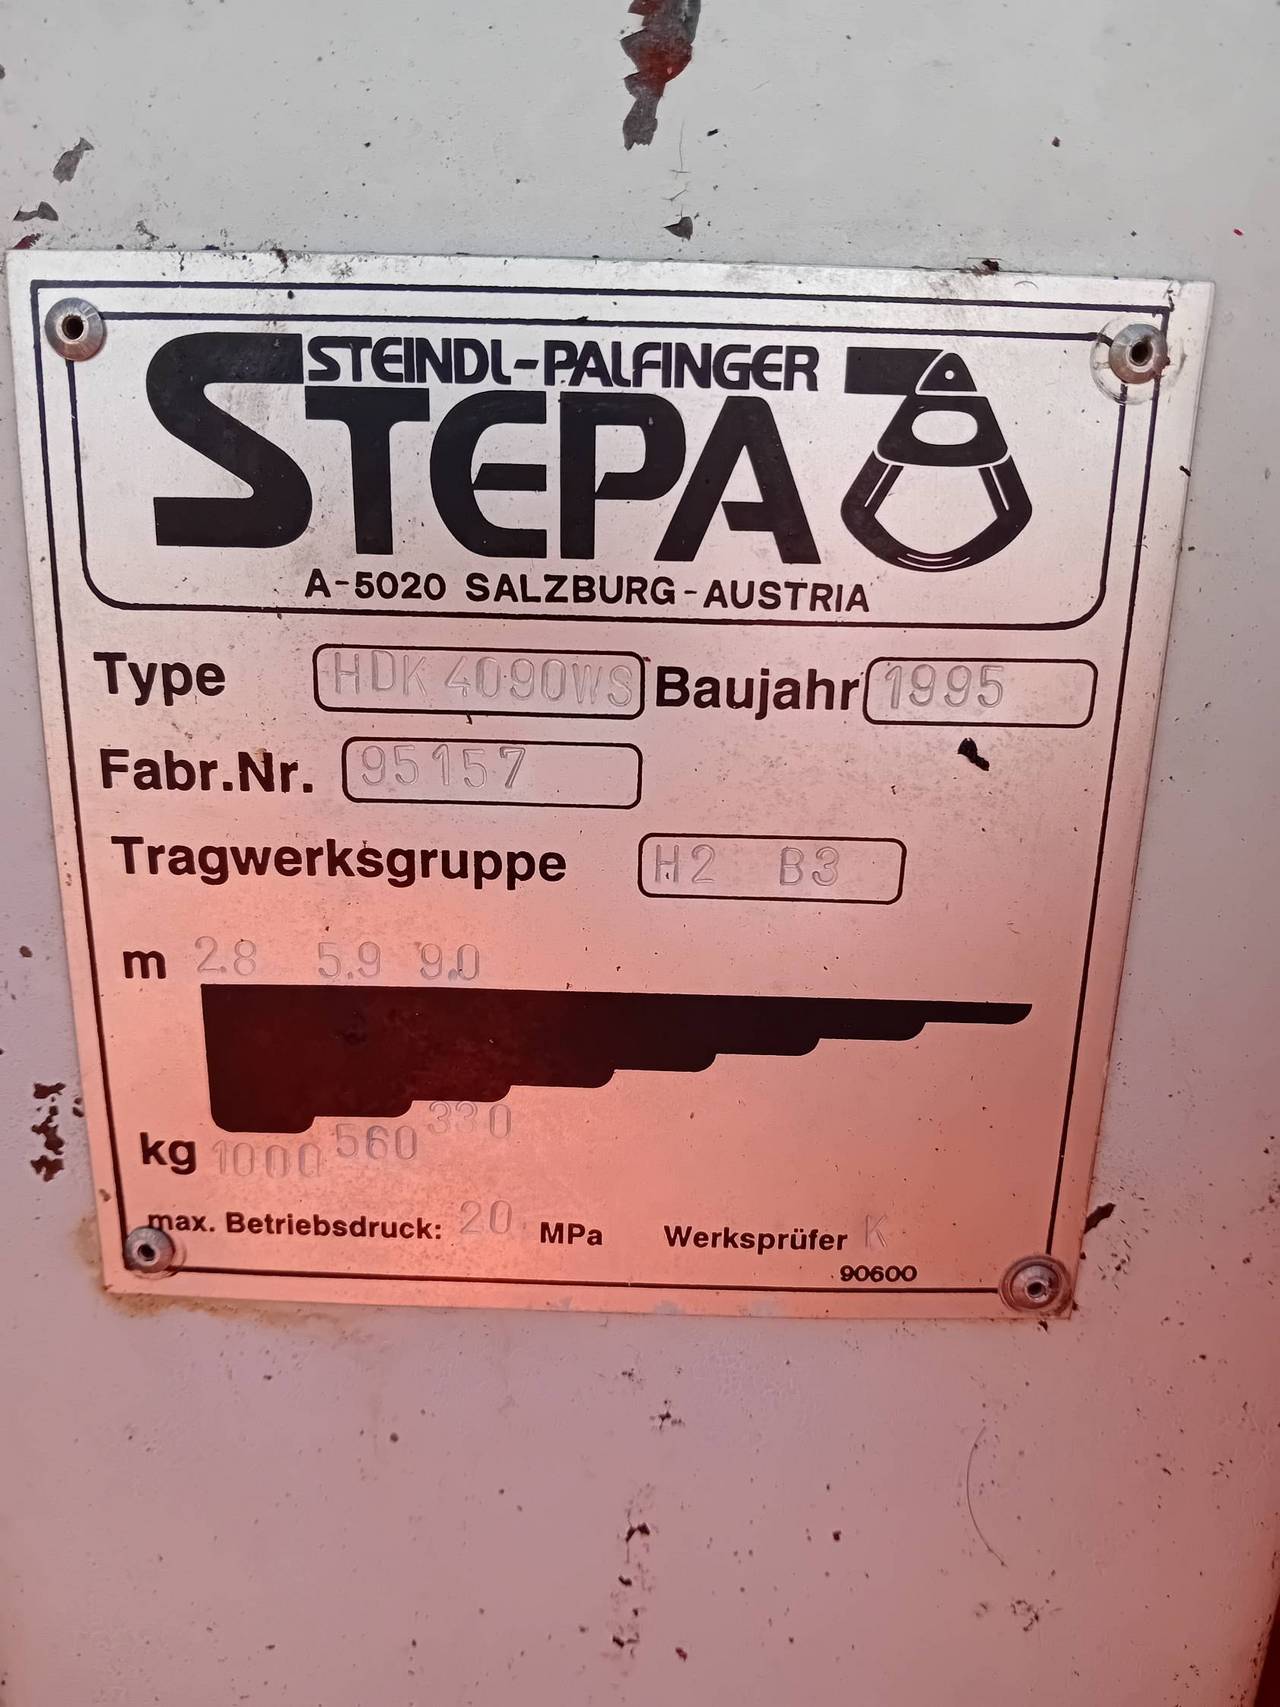 STEINDL-PALFINGER
STEPA
A-5020 SALZBURG-AUSTRIA
Type HDK 4090WS Baujahr 1995
Fabr.Nr. 95157
Tragwerksgruppe H2 B3
m 2.8 5.9 9.0
kg 1000 560 330
max. Betriebsdruck: 20 MPa Werksprüfer K
90600